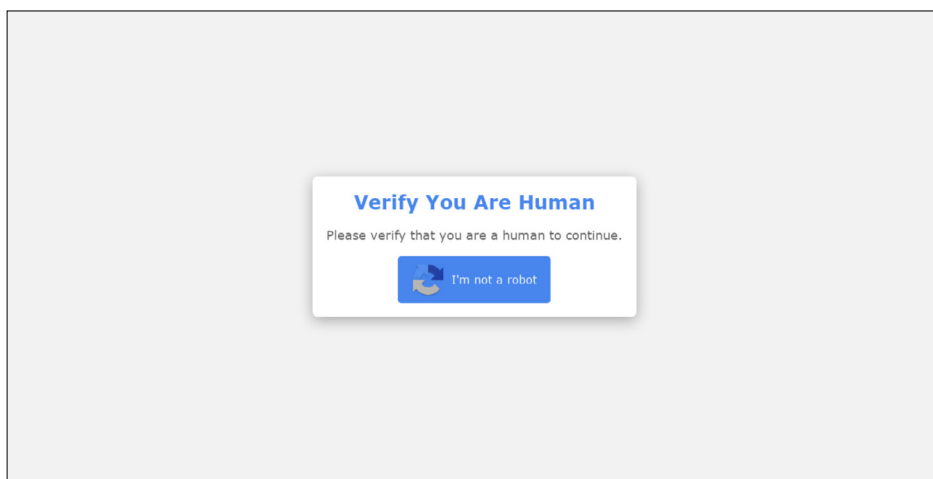 Verify You Are Human
Please verify that you are a human to continue.
I'm not a robot